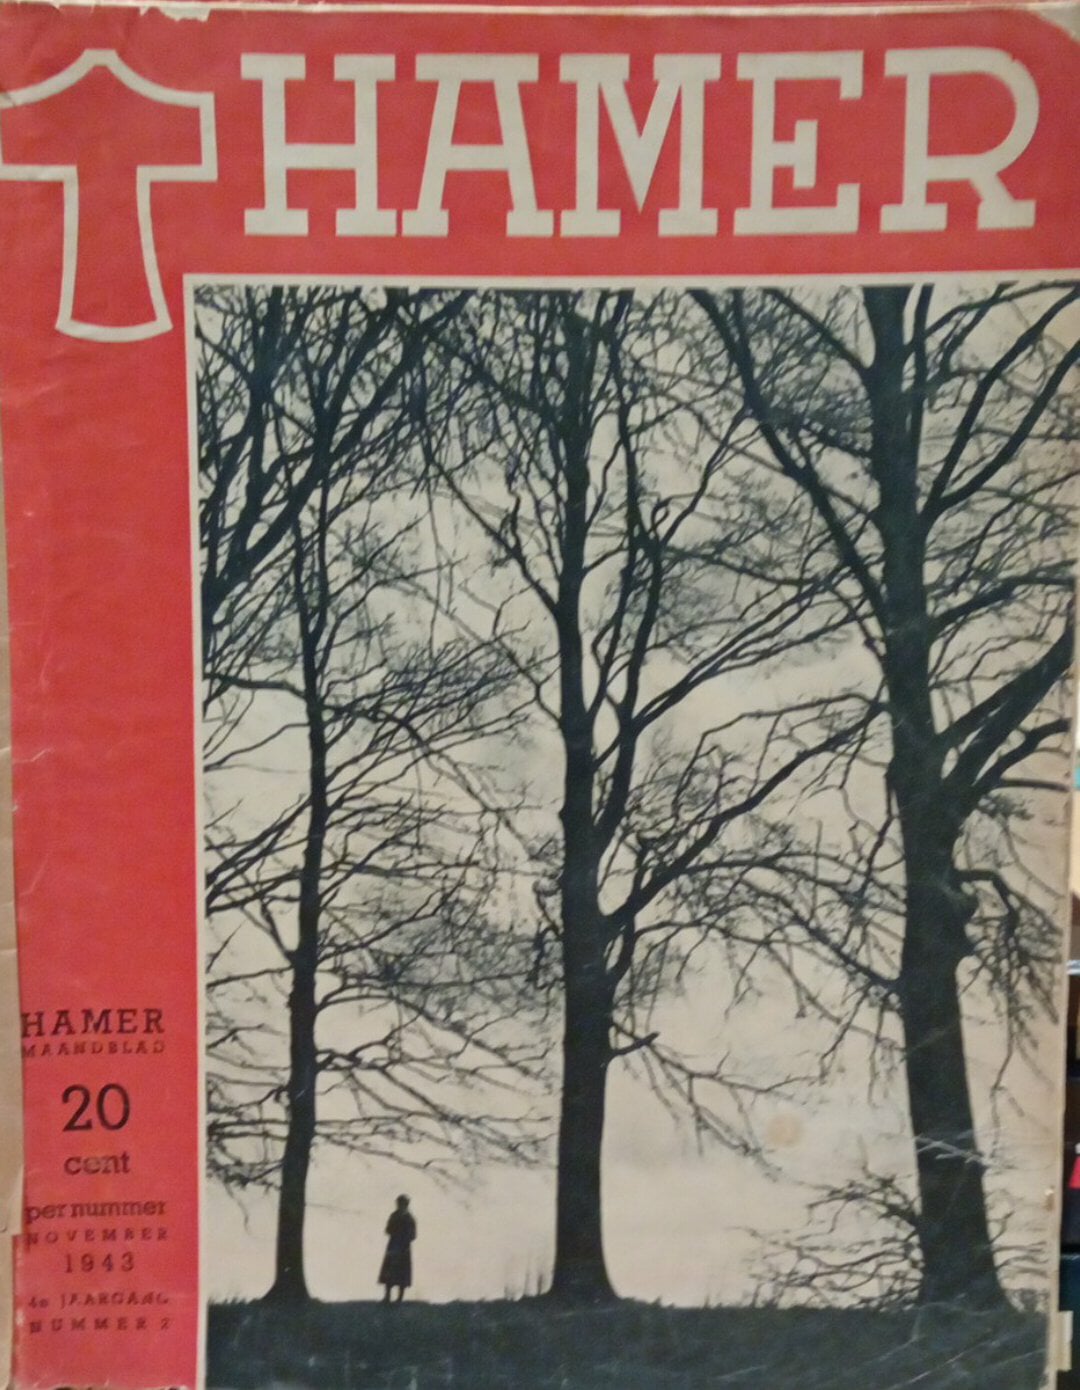 HAMER
HAMER
MAANDBLAD
20
cent
per nummer
NOVEMBER
1943
4e JAARGANG
NUMMER 2